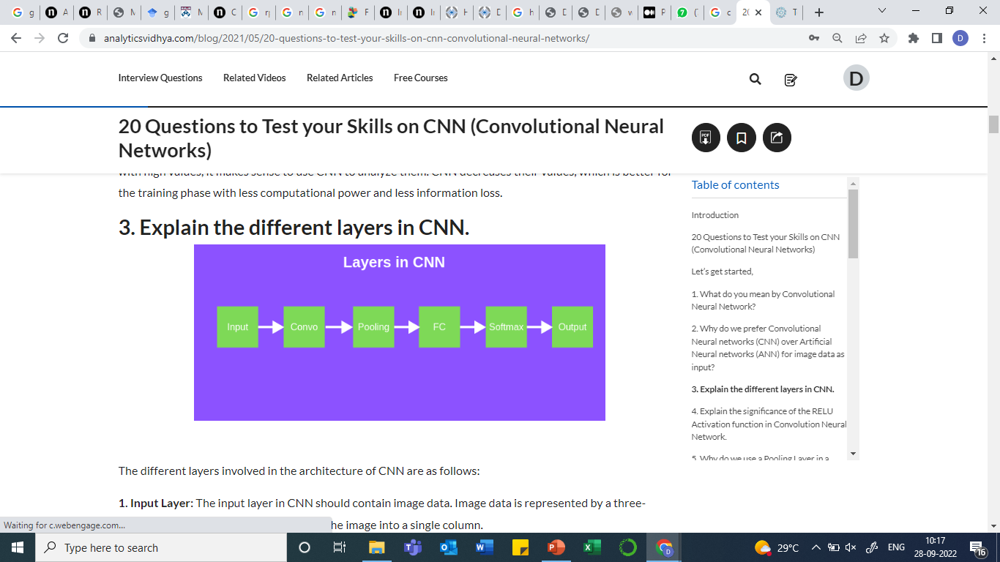 g
A
R
M
g
M
C
rj
n
n
F
Ir
Ir
H
D
h
D
D
w
P
(
c
20
T
analyticsvidhya.com/blog/2021/05/20-questions-to-test-your-skills-on-cnn-convolutional-neural-networks/
D
Interview Questions
Related Videos
Related Articles
Free Courses
D
20 Questions to Test your Skills on CNN (Convolutional Neural
Networks)
PDF
with high values, it makes sense to use CNN to analyze them. CNN decreases their values, which is better for
the training phase with less computational power and less information loss.
3. Explain the different layers in CNN.
Layers in CNN
Input
Convo
Pooling
FC
Softmax
Output
The different layers involved in the architecture of CNN are as follows:
1. Input Layer: The input layer in CNN should contain image data. Image data is represented by a three-
he image into a single column.
Table of contents
Introduction
20 Questions to Test your Skills on CNN
(Convolutional Neural Networks)
Let's get started,
1. What do you mean by Convolutional
Neural Network?
2. Why do we prefer Convolutional
Neural networks (CNN) over Artificial
Neural networks (ANN) for image data as
input?
3. Explain the different layers in CNN.
4. Explain the significance of the RELU
Activation function in Convolution Neural
Network.
5. Why do we use a Pooling Layer in a
Waiting for c.webengage.com...
Type here to search
29°C
ENG
10:17
28-09-2022
16